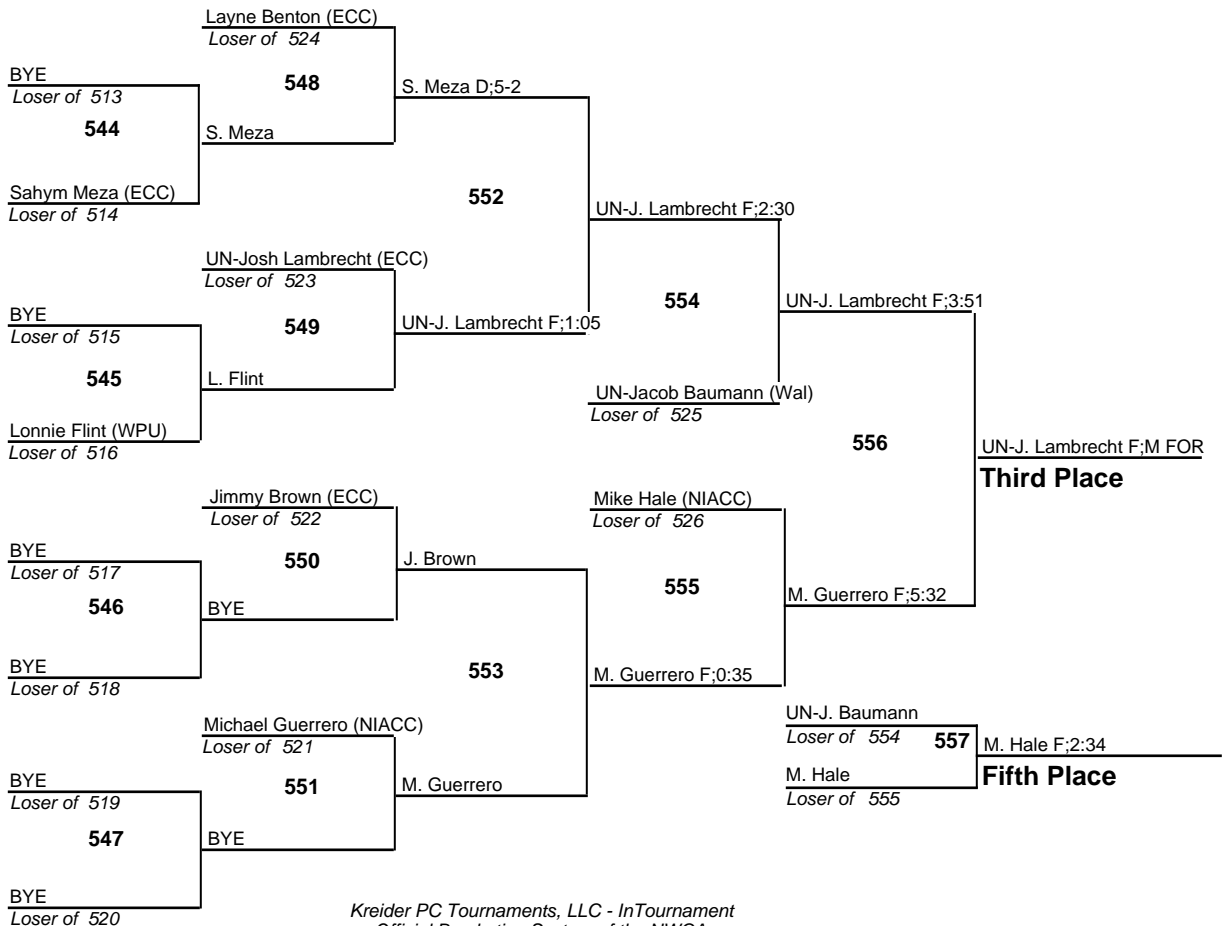 Layne Benton (ECC)
Loser of 524
548
S. Meza D;5-2
BYE
Loser of 513
544
S. Meza
Sahym Meza (ECC)
Loser of 514
552
UN-J. Lambrecht F;2:30
UN-Josh Lambrecht (ECC)
Loser of 523
549
UN-J. Lambrecht F;1:05
BYE
Loser of 515
545
L. Flint
Lonnie Flint (WPU)
Loser of 516
554
UN-J. Lambrecht F;3:51
UN-Jacob Baumann (Wal)
Loser of 525
556
UN-J. Lambrecht F;M FOR
Third Place
Jimmy Brown (ECC)
Loser of 522
550
J. Brown
BYE
Loser of 517
546
BYE
BYE
Loser of 518
Mike Hale (NIACC)
Loser of 526
555
M. Guerrero F;5:32
553
M. Guerrero F;0:35
Michael Guerrero (NIACC)
Loser of 521
551
M. Guerrero
BYE
Loser of 519
547
BYE
BYE
Loser of 520
UN-J. Baumann
Loser of 554
557
M. Hale F;2:34
Fifth Place
M. Hale
Loser of 555
Kreider PC Tournaments, LLC - InTournament